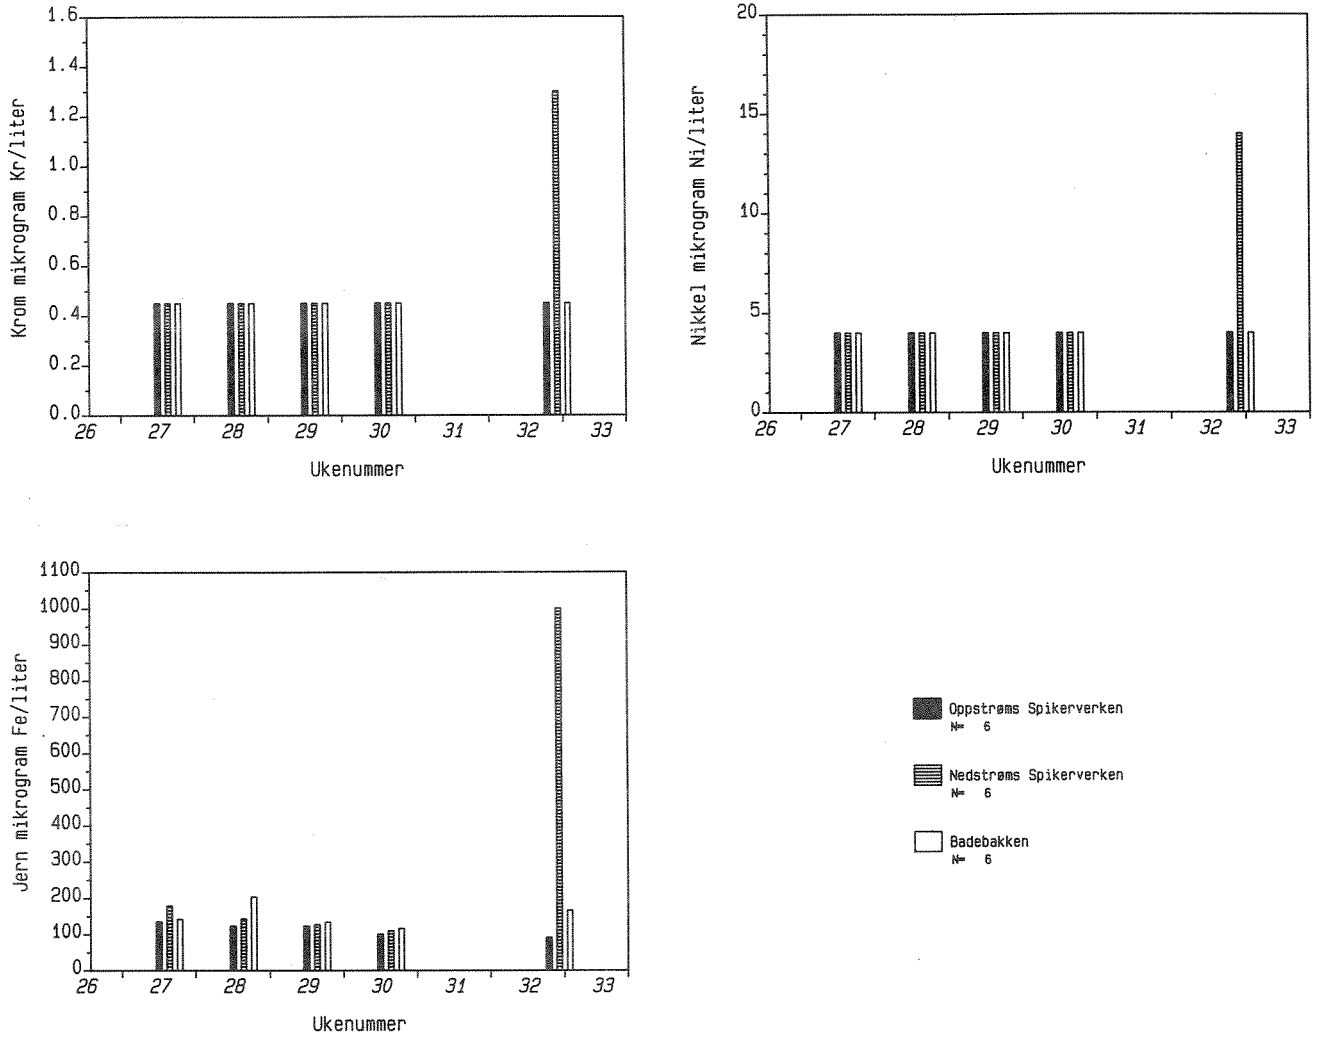 1.6
1.4
1.2
1.0
0.8
0.6
0.4
0.2
0.0
Krom mikrogram Kr/liter
26 27 28 29 30 31 32 33
Ukenummer
20
15
10
5
0
Nikkel mikrogram Ni/liter
26 27 28 29 30 31 32 33
Ukenummer
1100
1000
900
800
700
600
500
400
300
200
100
0
Jern mikrogram Fe/liter
26 27 28 29 30 31 32 33
Ukenummer
Oppstrøms Spikerverken
N= 6
Nedstrøms Spikerverken
N= 6
Badebakken
N= 6